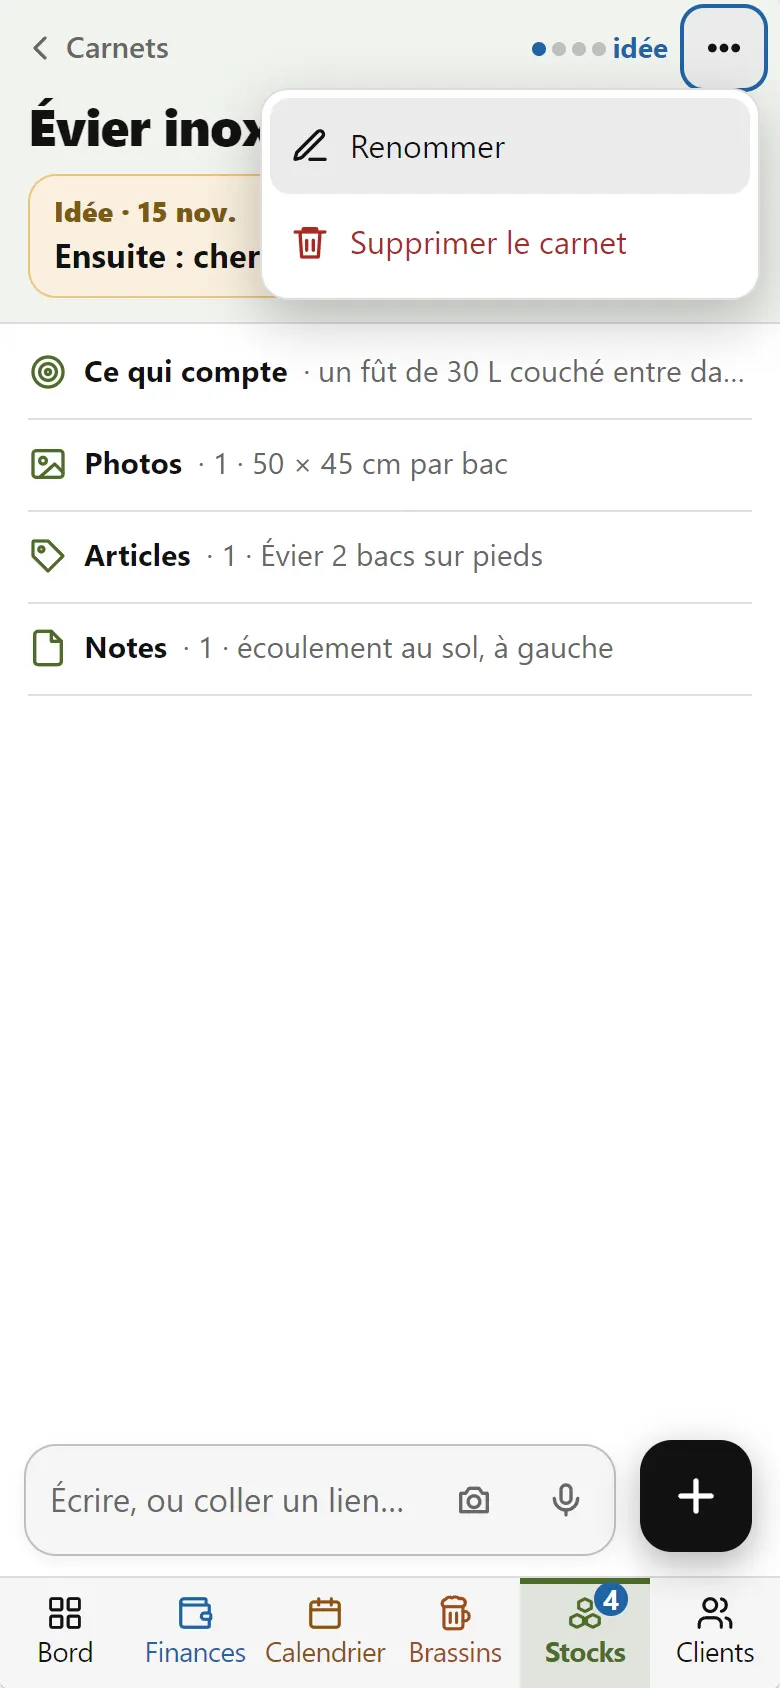 Carnets
idée
Évier inox
Renommer
Idée · 15 nov.
Ensuite : cher
Supprimer le carnet
Ce qui compte · un fût de 30 L couché entre da...
Photos · 1 · 50 × 45 cm par bac
Articles · 1 · Évier 2 bacs sur pieds
Notes · 1 · écoulement au sol, à gauche
Écrire, ou coller un lien...
4
Bord Finances Calendrier Brassins Stocks Clients